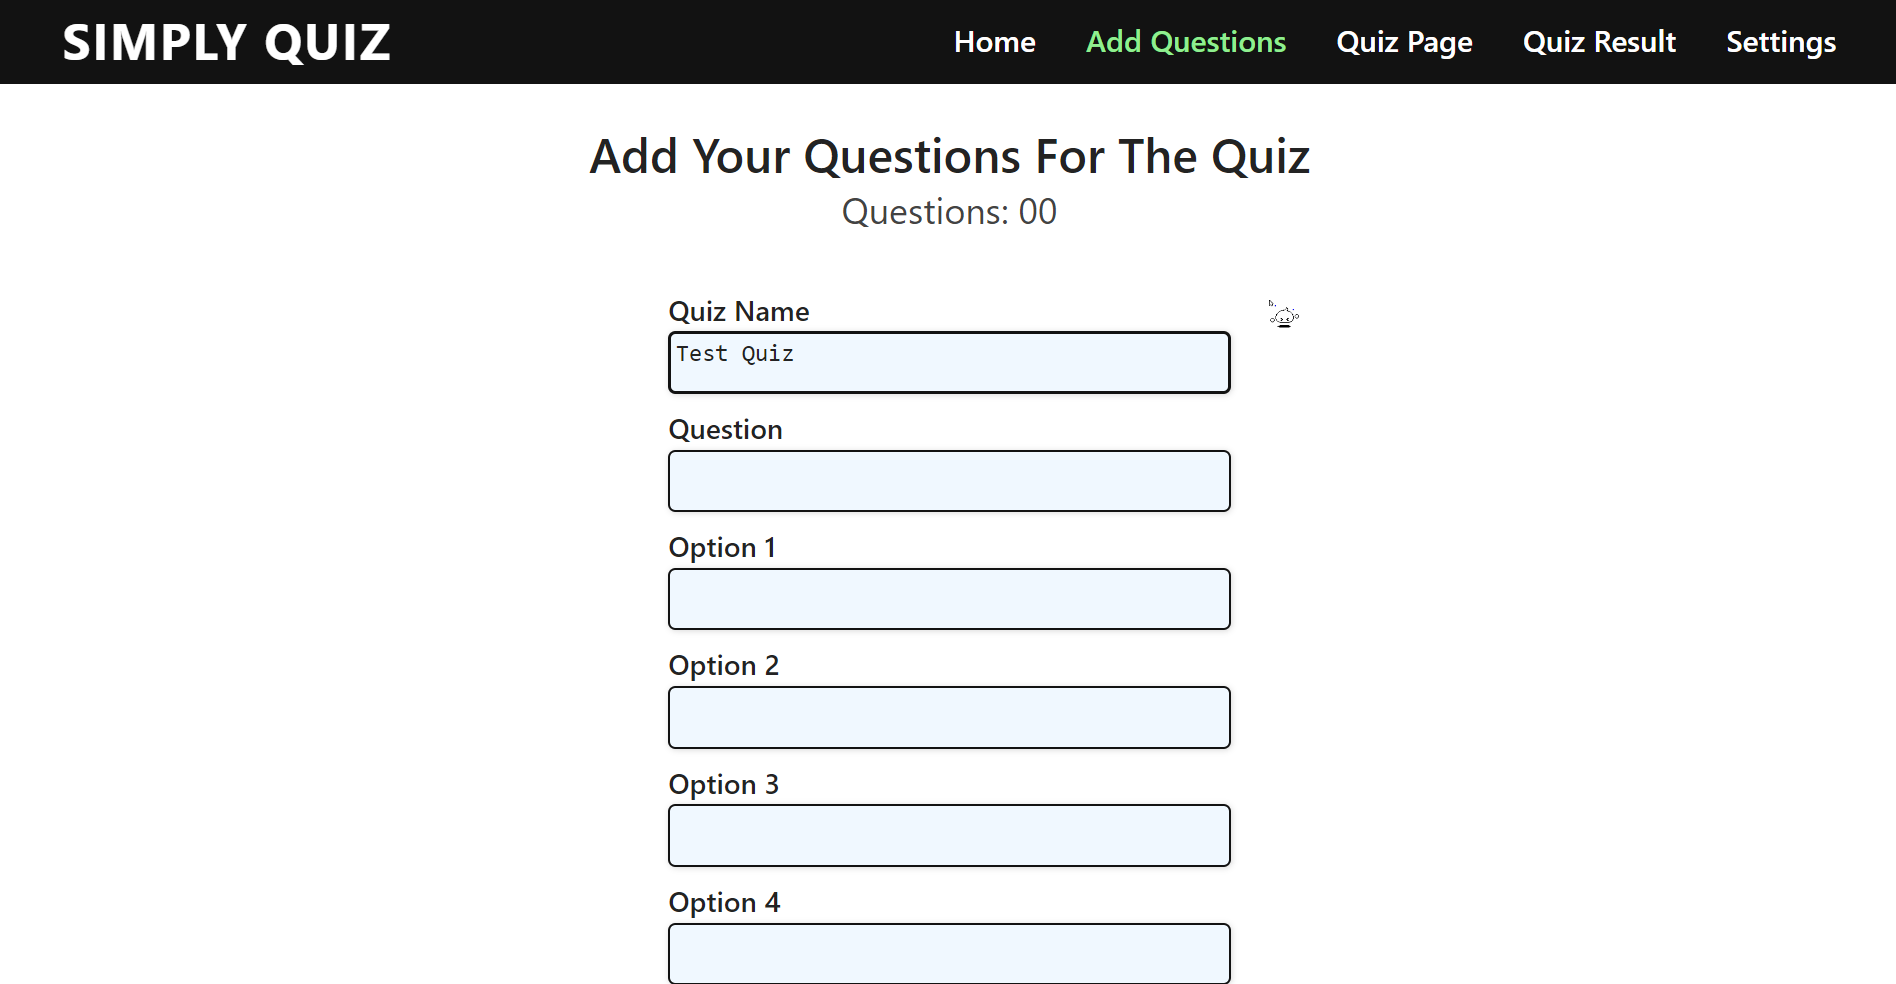 SIMPLY QUIZ
Home Add Questions Quiz Page Quiz Result Settings
Add Your Questions For The Quiz
Questions: 00
Quiz Name
Test Quiz
Question
Option 1
Option 2
Option 3
Option 4